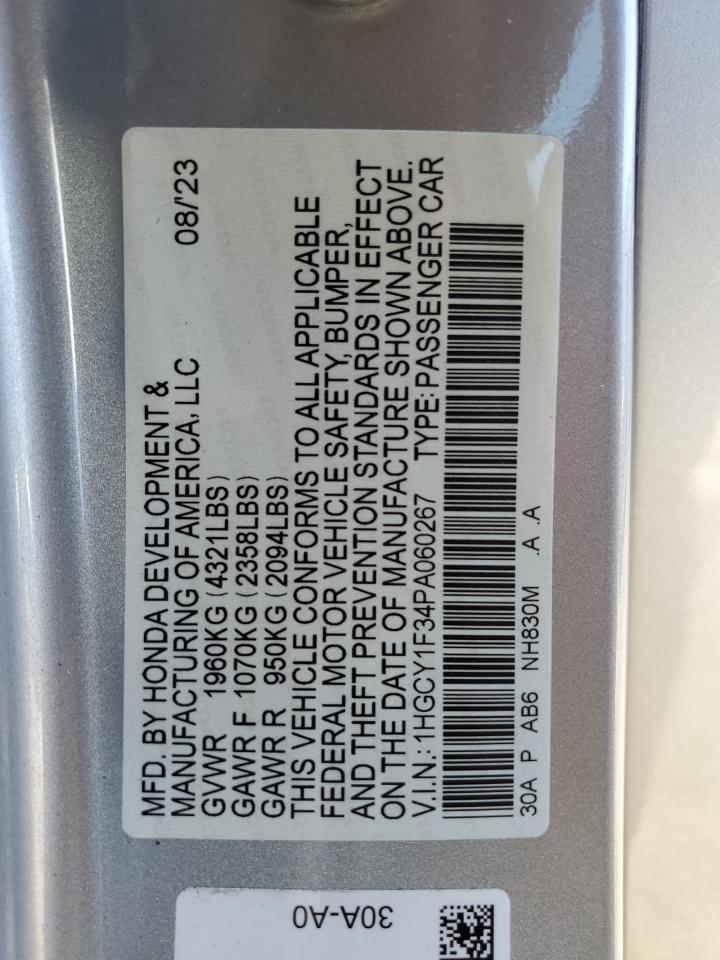 MFD. BY HONDA DEVELOPMENT & 08/'23
MANUFACTURING OF AMERICA, LLC
GVWR 1960KG (4321LBS)
GAWR F 1070KG (2358LBS)
GAWR R 950KG (2094LBS)
THIS VEHICLE CONFORMS TO ALL APPLICABLE
FEDERAL MOTOR VEHICLE SAFETY, BUMPER,
AND THEFT PREVENTION STANDARDS IN EFFECT
ON THE DATE OF MANUFACTURE SHOWN ABOVE.
V.I.N.: 1HGCY1F34PA060267 TYPE: PASSENGER CAR
30A P AB6 NH830M .A .A
30A-A0